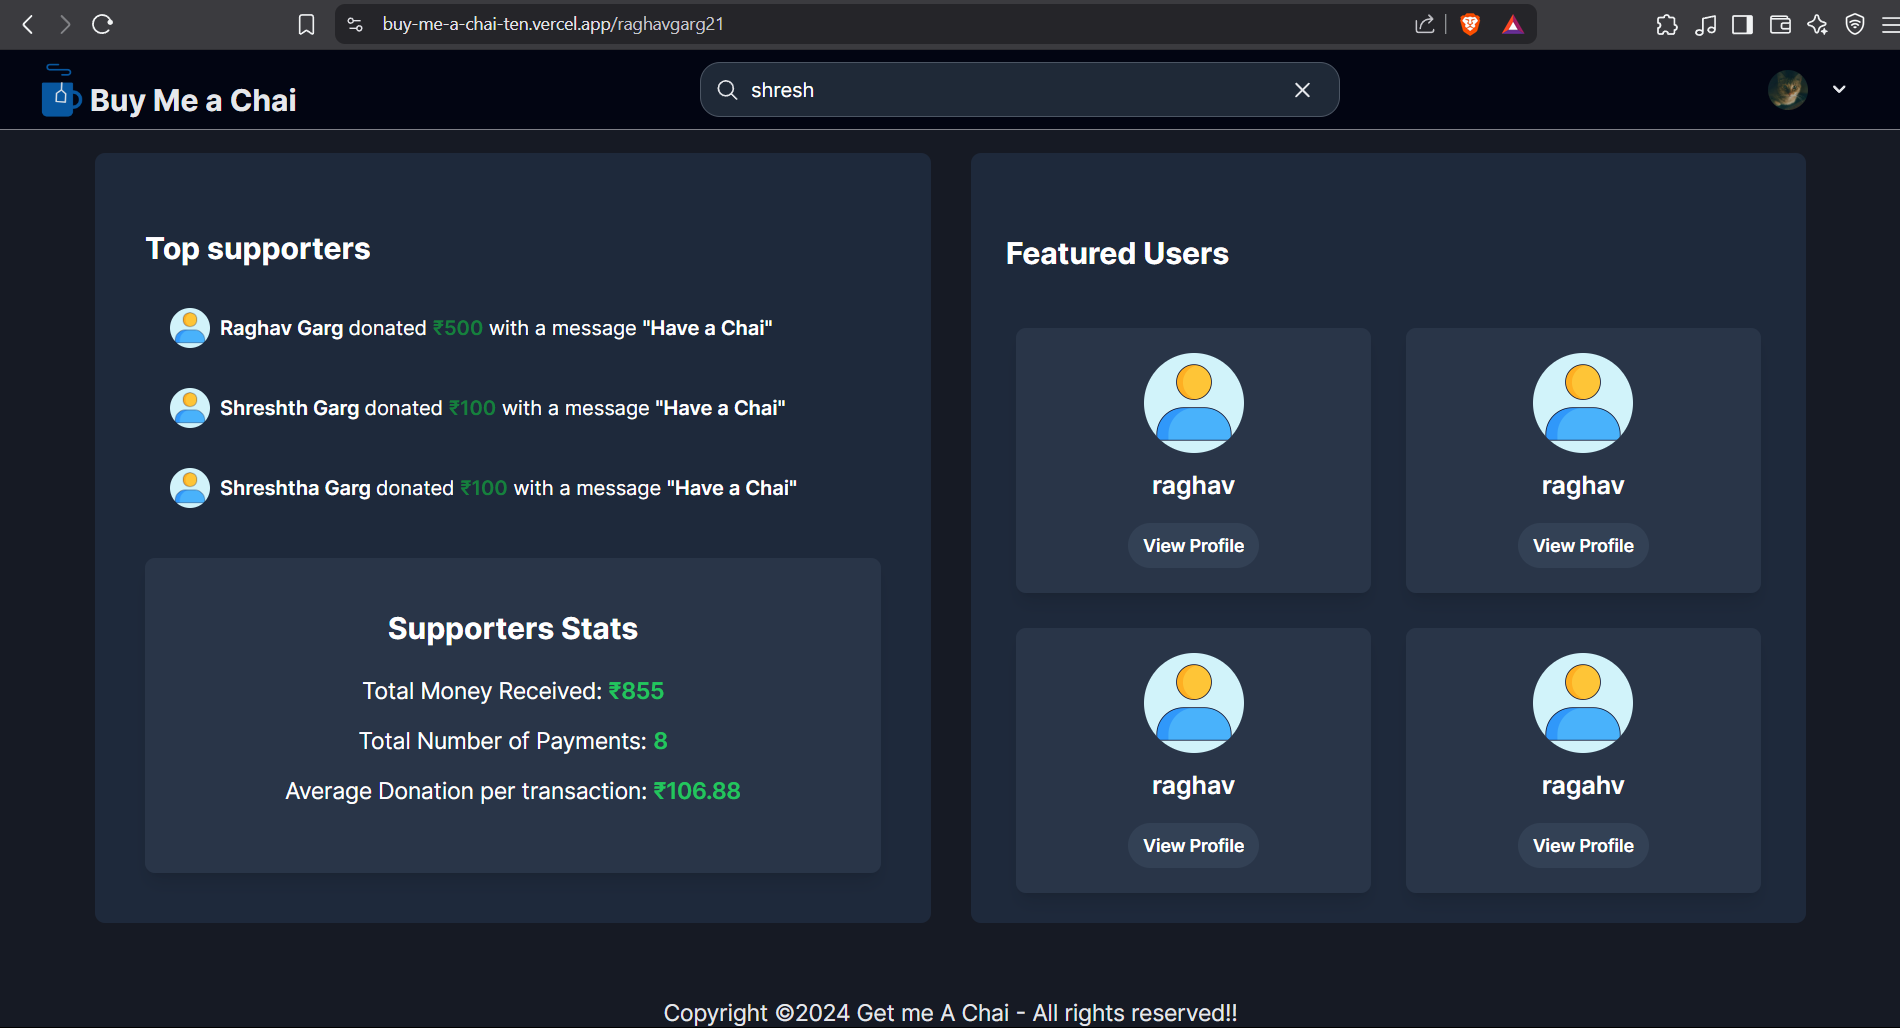 buy-me-a-chai-ten.vercel.app/raghavgarg21
Buy Me a Chai
shresh
Top supporters
Raghav Garg donated ₹500 with a message "Have a Chai"
Shreshth Garg donated ₹100 with a message "Have a Chai"
Shreshtha Garg donated ₹100 with a message "Have a Chai"
Supporters Stats
Total Money Received: ₹855
Total Number of Payments: 8
Average Donation per transaction: ₹106.88
Featured Users
raghav
View Profile
raghav
View Profile
raghav
View Profile
ragahv
View Profile
Copyright ©2024 Get me A Chai - All rights reserved!!